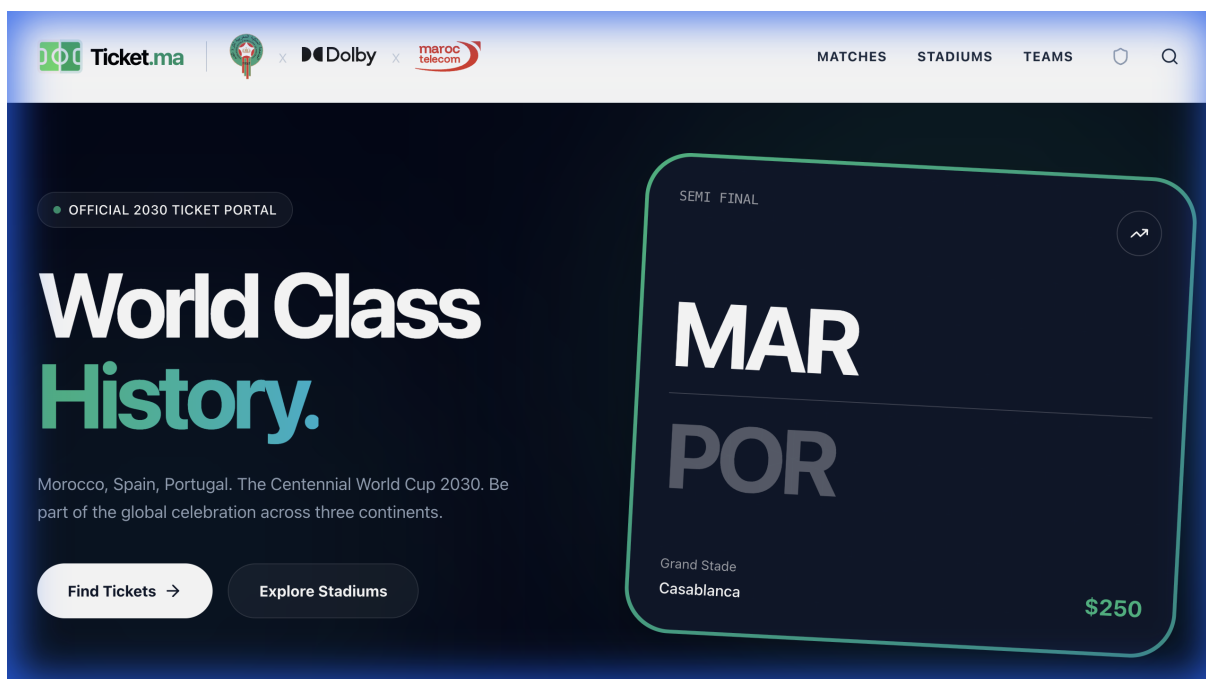 Ticket.ma
x
Dolby
x
maroc
telecom
MATCHES
STADIUMS
TEAMS
OFFICIAL 2030 TICKET PORTAL
World Class
History.
Morocco, Spain, Portugal. The Centennial World Cup 2030. Be
part of the global celebration across three continents.
Find Tickets →
Explore Stadiums
SEMI FINAL
MAR
POR
Grand Stade
Casablanca
$250